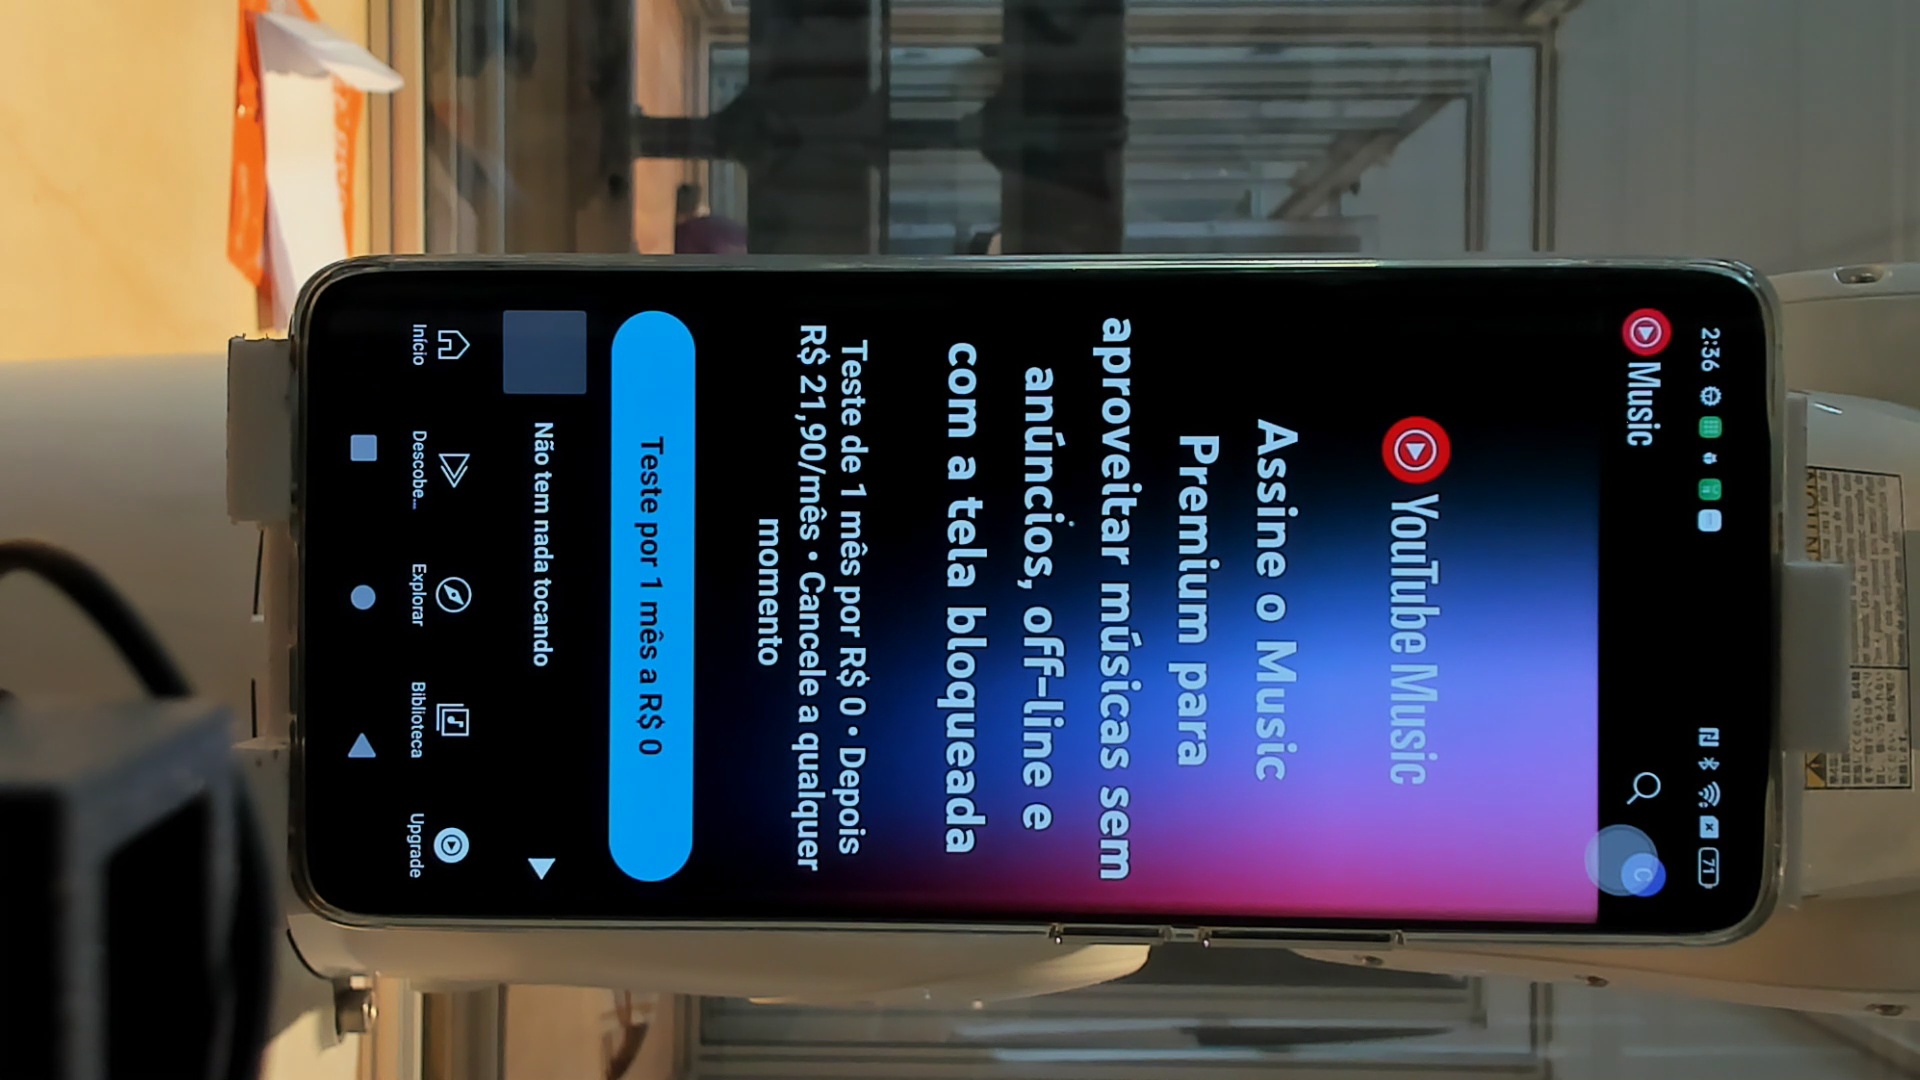 2:36
71
Music
C
YouTube Music
Assine o Music
Premium para
aproveitar músicas sem
anúncios, off-line e
com a tela bloqueada
Teste de 1 mês por R$ 0 • Depois
R$ 21,90/mês • Cancele a qualquer
momento
Teste por 1 mês a R$ 0
Não tem nada tocando
Início
Descobe...
Explorar
Biblioteca
Upgrade